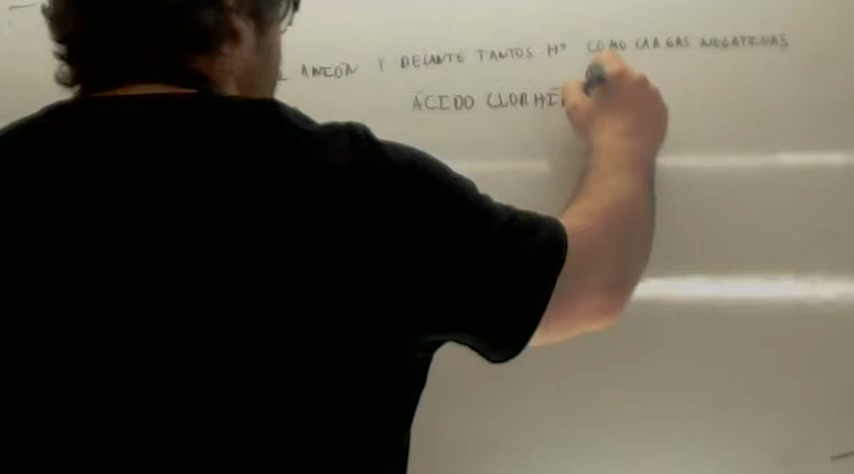 ANIÓN Y DELANTE TANTOS H⁺ COMO CARGAS NEGATIVAS
ÁCIDO CLORHÍ